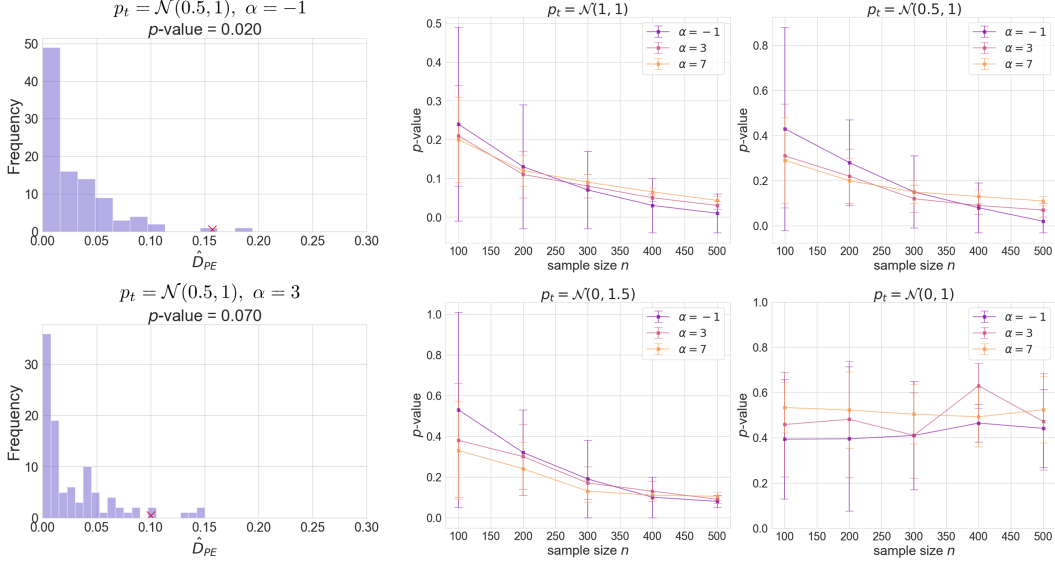 p_t = N(0.5, 1), α = −1
p-value = 0.020
Frequency
50
40
30
20
10
0
0.00 0.05 0.10 0.15 0.20 0.30
D̂_PE
p_t = N(1, 1)
α = −1
α = 3
α = 7
p-value
0.5
0.4
0.3
0.2
0.1
0.0
100 150 200 250 300 350 400 450 500
sample size n
p_t = N(0.5, 1)
α = −1
α = 3
α = 7
p-value
0.8
0.6
0.4
0.2
0.0
100 150 200 250 300 350 400 450 500
sample size n
p_t = N(0.5, 1), α = 3
p-value = 0.070
Frequency
30
20
10
0
0.00 0.05 0.10 0.15 0.20 0.30
D̂_PE
p_t = N(0, 1.5)
α = −1
α = 3
α = 7
p-value
1.0
0.8
0.6
0.4
0.2
0.0
100 150 200 250 300 350 400 450 500
sample size n
p_t = N(0, 1)
α = −1
α = 3
α = 7
p-value
1.0
0.8
0.6
0.4
0.2
0.0
100 150 200 250 300 350 400 450 500
sample size n